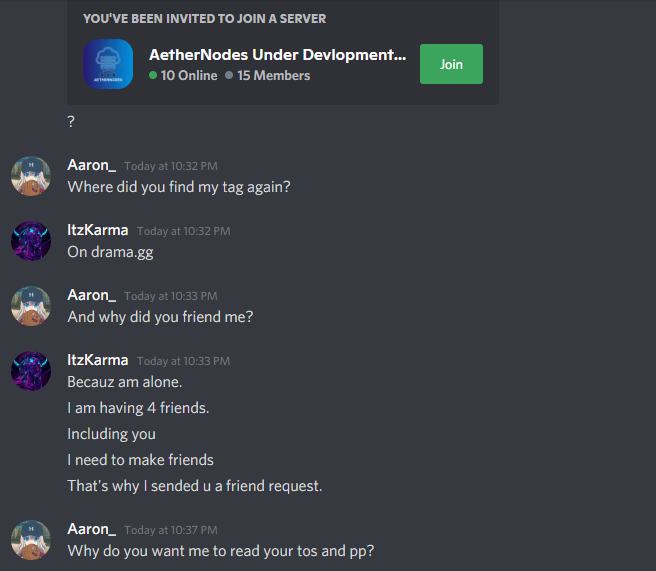 YOU'VE BEEN INVITED TO JOIN A SERVER
AETHERNODES
AetherNodes Under Devlopment...
10 Online 15 Members
Join
?
Aaron_ Today at 10:32 PM
Where did you find my tag again?
ItzKarma Today at 10:32 PM
On drama.gg
Aaron_ Today at 10:33 PM
And why did you friend me?
ItzKarma Today at 10:33 PM
Becauz am alone.
I am having 4 friends.
Including you
I need to make friends
That's why I sended u a friend request.
Aaron_ Today at 10:37 PM
Why do you want me to read your tos and pp?